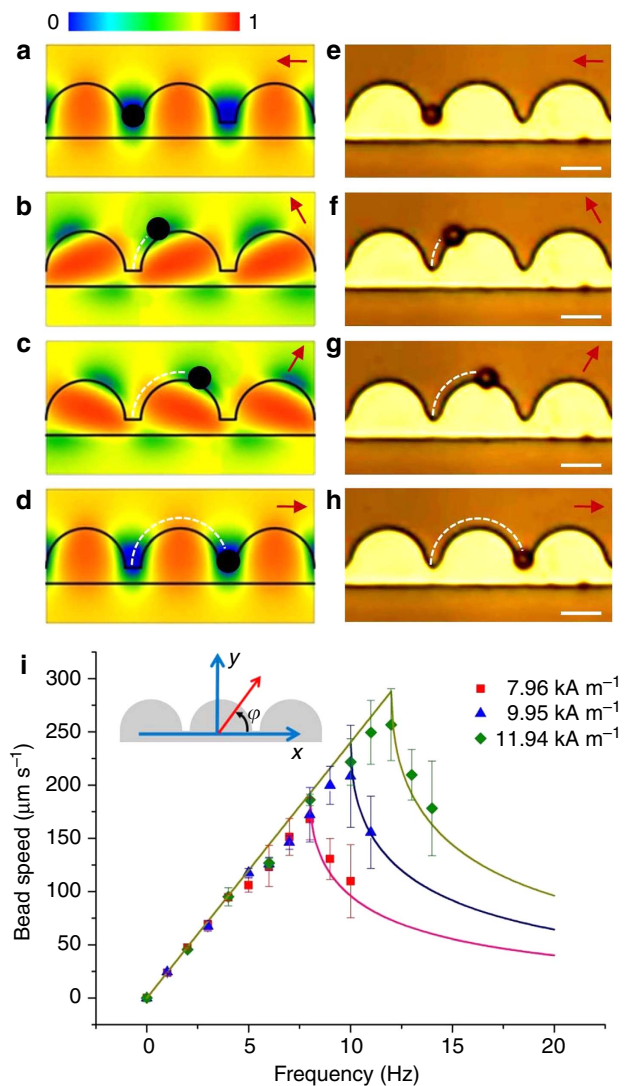 0 1
a e
b f
c g
d h
i
300
250
200
150
100
50
0
Bead speed (μm s−1)
y
φ
x
7.96 kA m−1
9.95 kA m−1
11.94 kA m−1
0 5 10 15 20
Frequency (Hz)